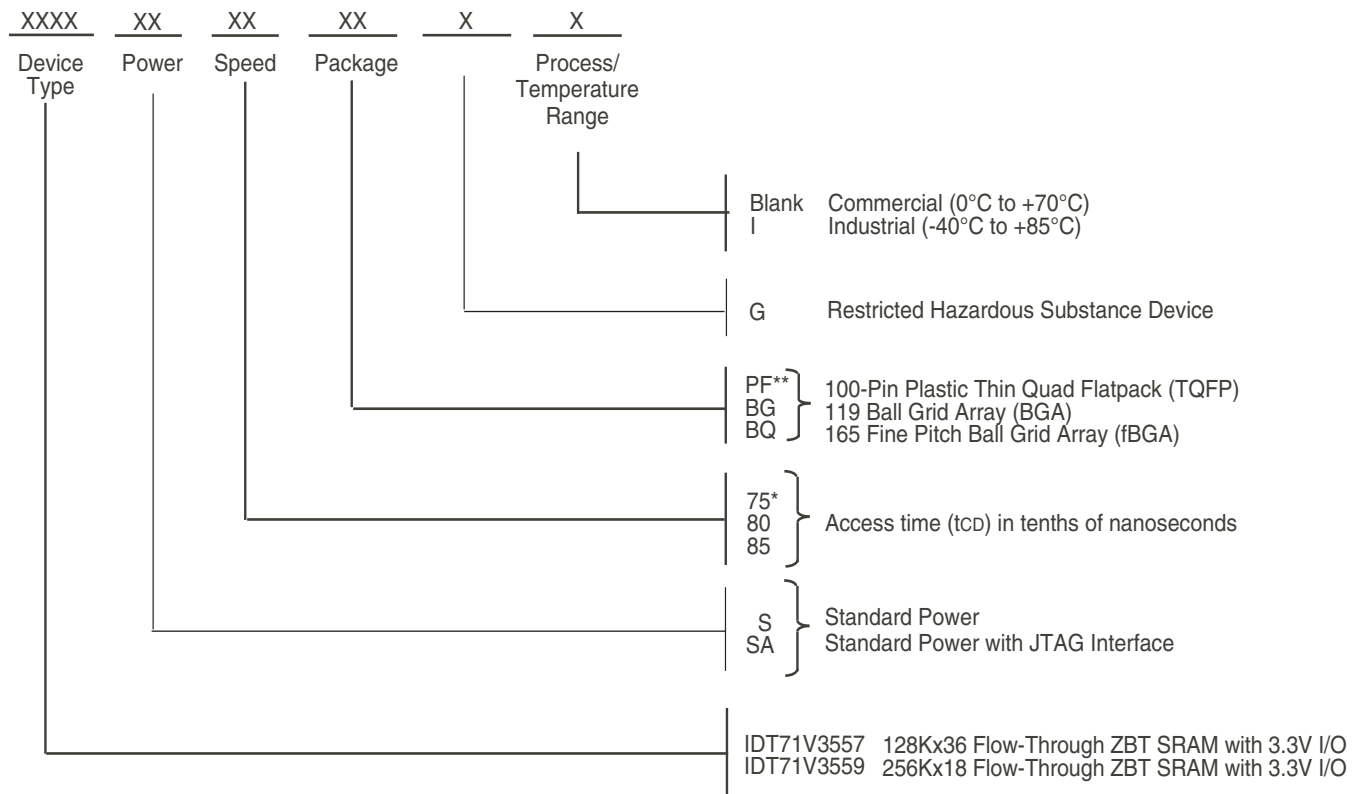 XXXX XX XX XX X X
Device Type Power Speed Package Process/ Temperature Range
Blank Commercial (0°C to +70°C)
I Industrial (-40°C to +85°C)
G Restricted Hazardous Substance Device
PF** 100-Pin Plastic Thin Quad Flatpack (TQFP)
BG 119 Ball Grid Array (BGA)
BQ 165 Fine Pitch Ball Grid Array (fBGA)
75*
80 Access time (tCD) in tenths of nanoseconds
85
S Standard Power
SA Standard Power with JTAG Interface
IDT71V3557 128Kx36 Flow-Through ZBT SRAM with 3.3V I/O
IDT71V3559 256Kx18 Flow-Through ZBT SRAM with 3.3V I/O